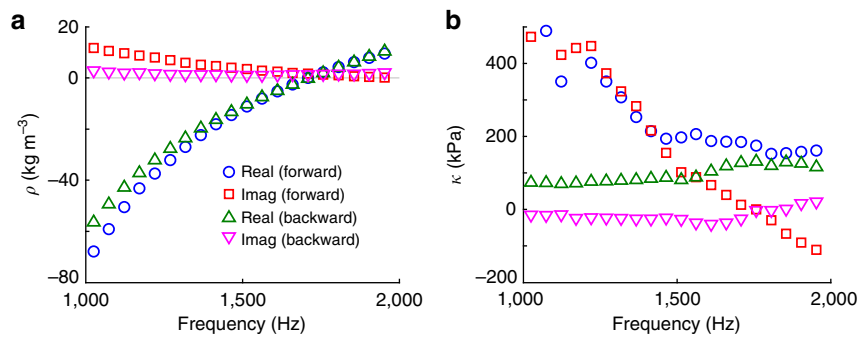 a
20
0
−40
−80
ρ (kg m−3)
Real (forward)
Imag (forward)
Real (backward)
Imag (backward)
1,000
1,500
2,000
Frequency (Hz)
b
400
200
0
−200
κ (kPa)
1,000
1,500
2,000
Frequency (Hz)